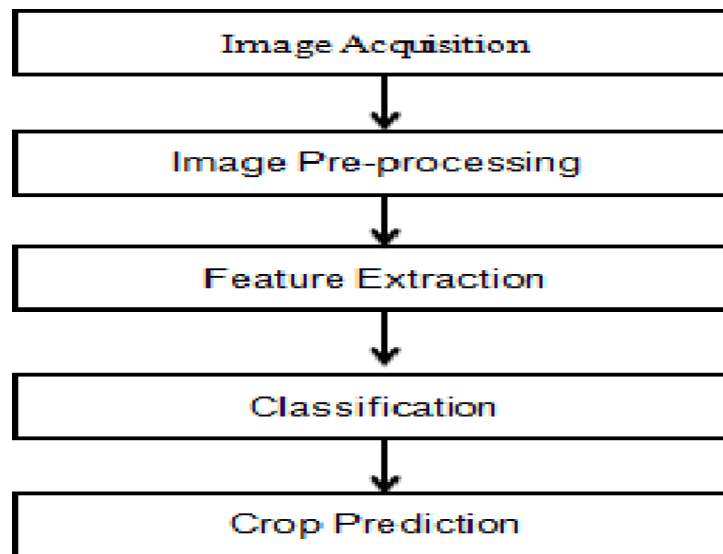 Image Acquisition
Image Pre-processing
Feature Extraction
Classification
Crop Prediction